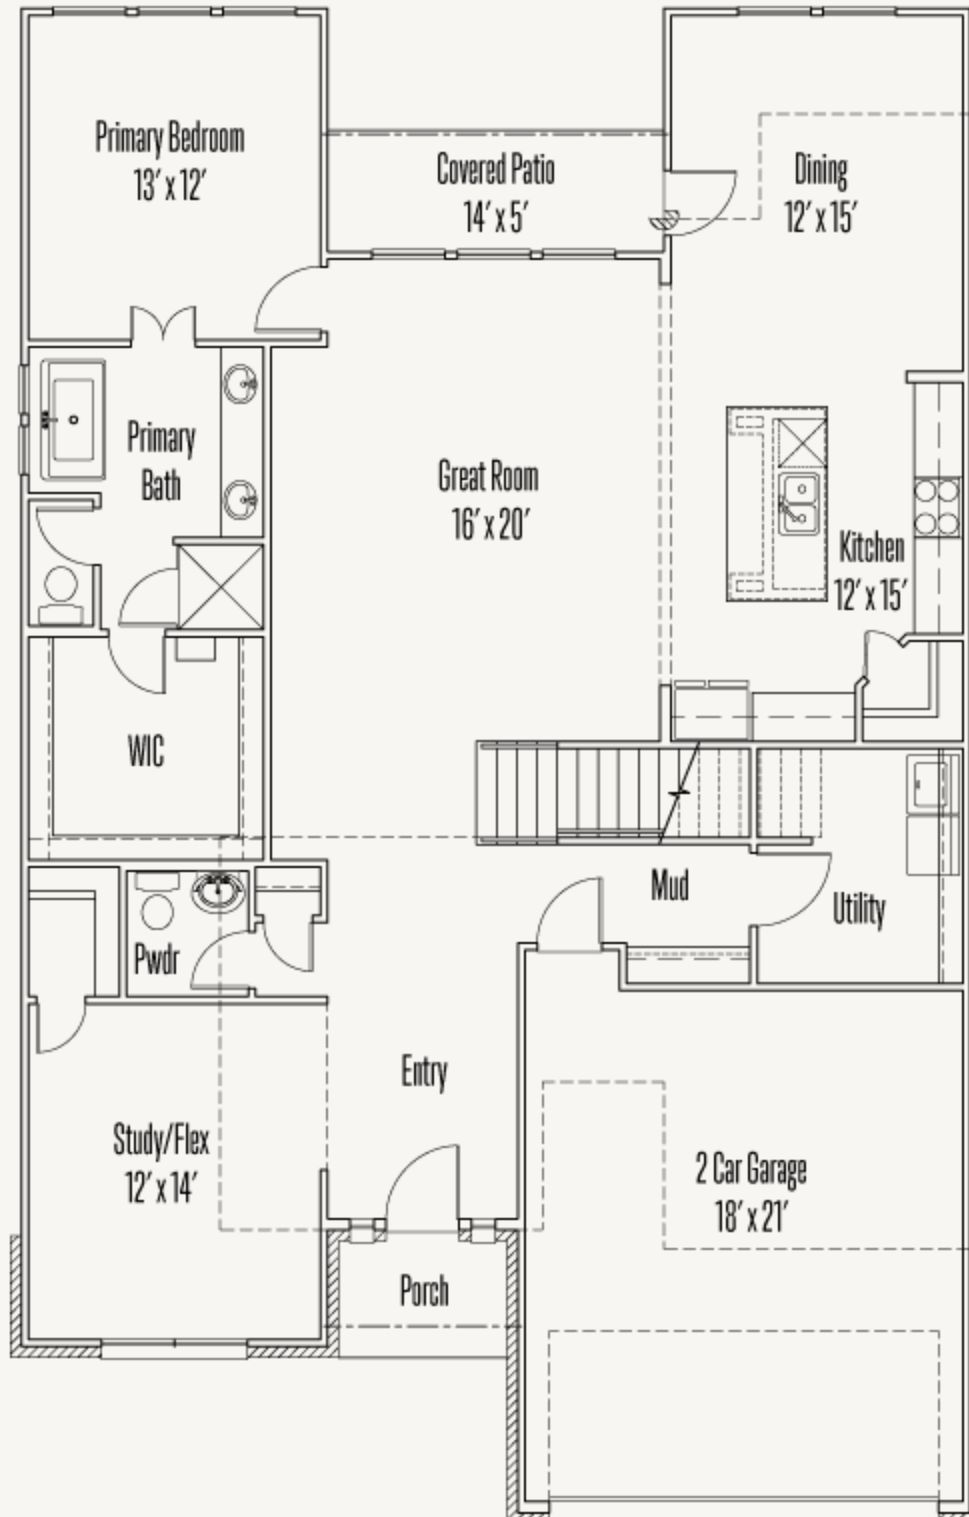 Primary Bedroom
13' x 12'
Covered Patio
14' x 5'
Dining
12' x 15'
Primary
Bath
Great Room
16' x 20'
Kitchen
12' x 15'
WIC
Mud
Utility
Pwdr
Entry
Study/Flex
12' x 14'
2 Car Garage
18' x 21'
Porch